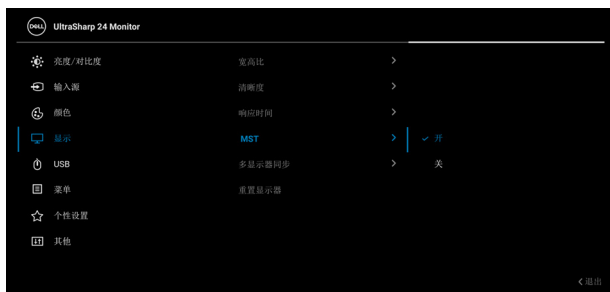 DELL
UltraSharp 24 Monitor
亮度/对比度
宽高比
输入源
清晰度
颜色
响应时间
显示
MST
开
USB
多显示器同步
关
菜单
重置显示器
个性设置
其他
退出